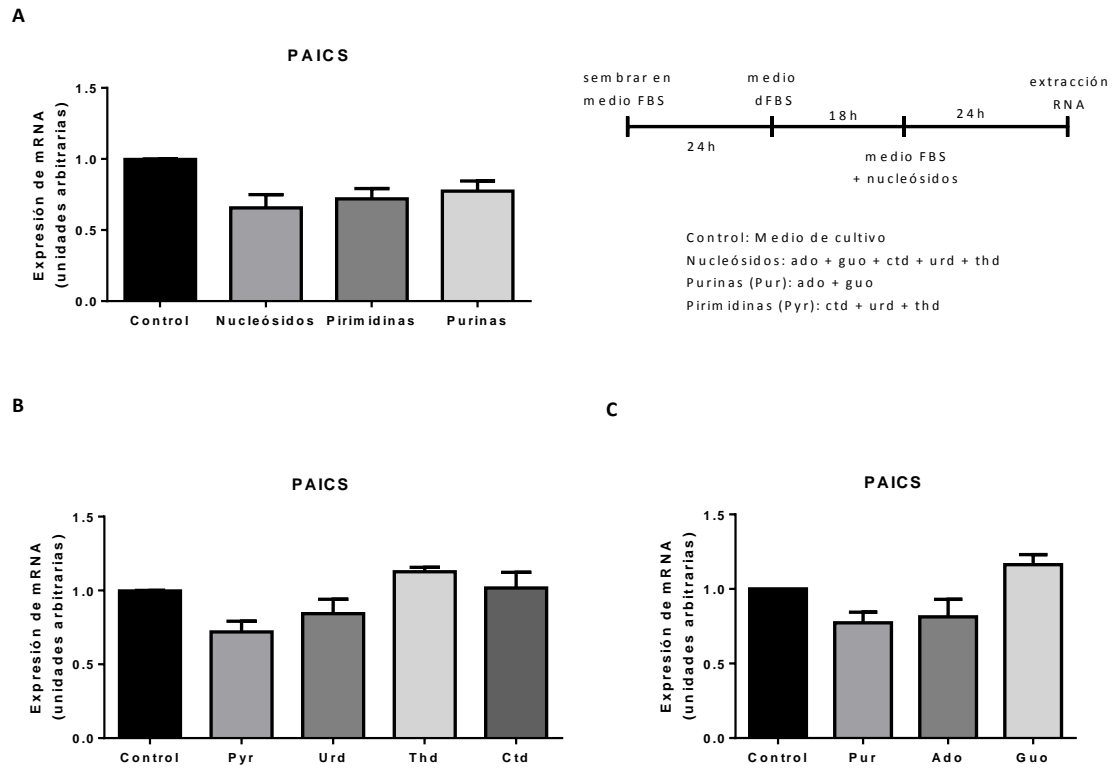 A
PAICS
Expresión de mRNA
(unidades arbitrarias)
1.5
1.0
0.5
0.0
Control Nucleósidos Pirimidinas Purinas
sembrar en
medio FBS
medio
dFBS
extracción
RNA
18h
24h
24h
medio FBS
+ nucleósidos
Control: Medio de cultivo
Nucleósidos: ado + guo + ctd + urd + thd
Purinas (Pur): ado + guo
Pirimidinas (Pyr): ctd + urd + thd
B
PAICS
Expresión de mRNA
(unidades arbitrarias)
1.5
1.0
0.5
0.0
Control Pyr Urd Thd Ctd
C
PAICS
Expresión de mRNA
(unidades arbitrarias)
1.5
1.0
0.5
0.0
Control Pur Ado Guo